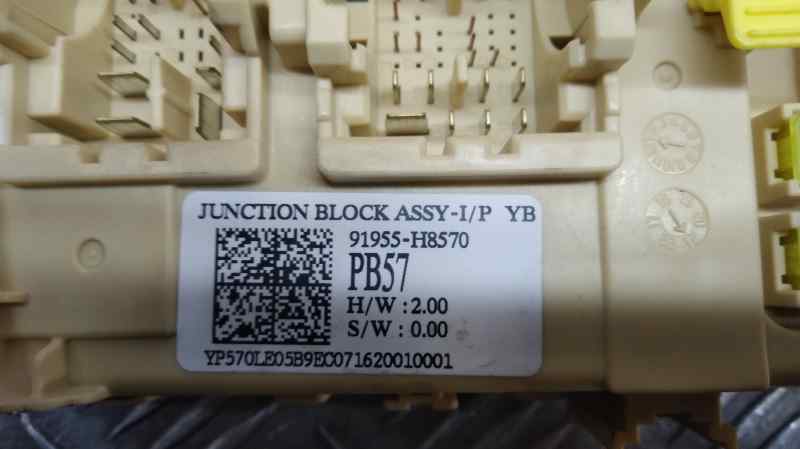 JUNCTION BLOCK ASSY-I/P YB
91955-H8570
PB57
H/W : 2.00
S/W : 0.00
YP570LE05B9EC071620010001